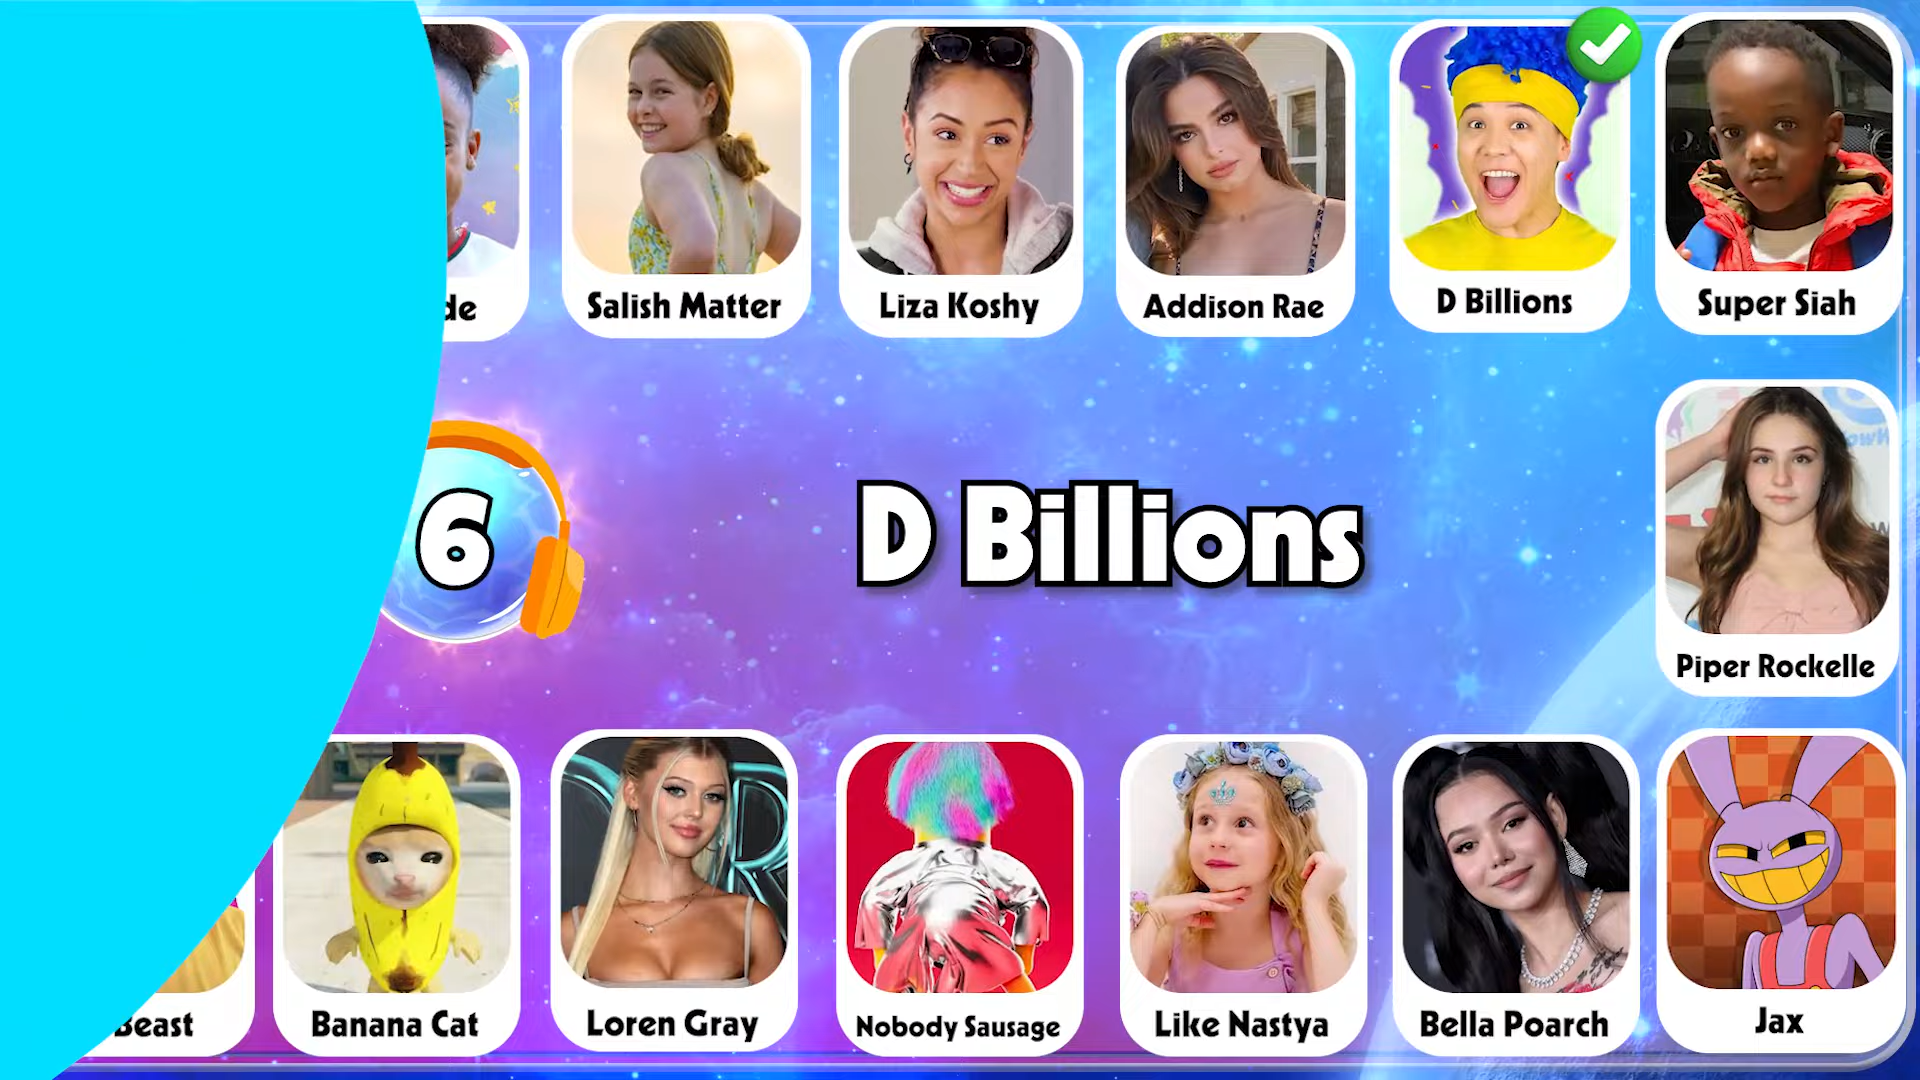 de
Salish Matter
Liza Koshy
Addison Rae
D Billions
Super Siah
6
D Billions
Piper Rockelle
Beast
Banana Cat
Loren Gray
Nobody Sausage
Like Nastya
Bella Poarch
Jax